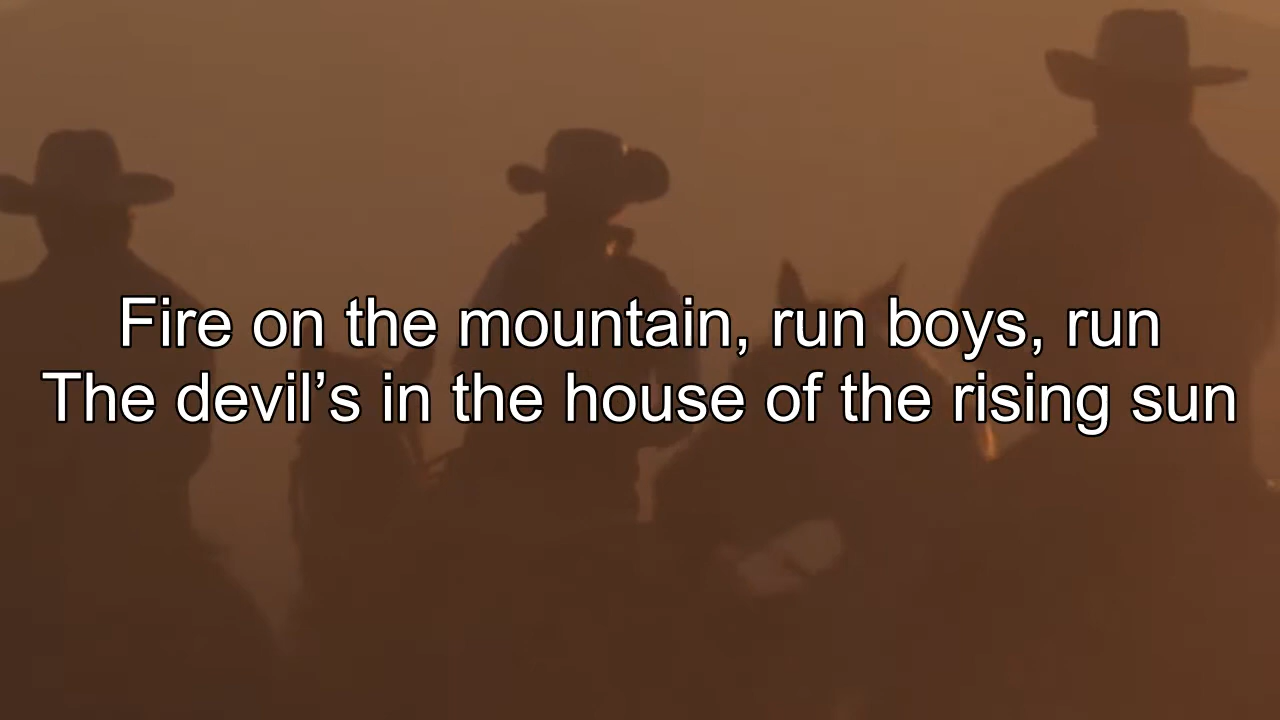 Fire on the mountain, run boys, run
The devil’s in the house of the rising sun